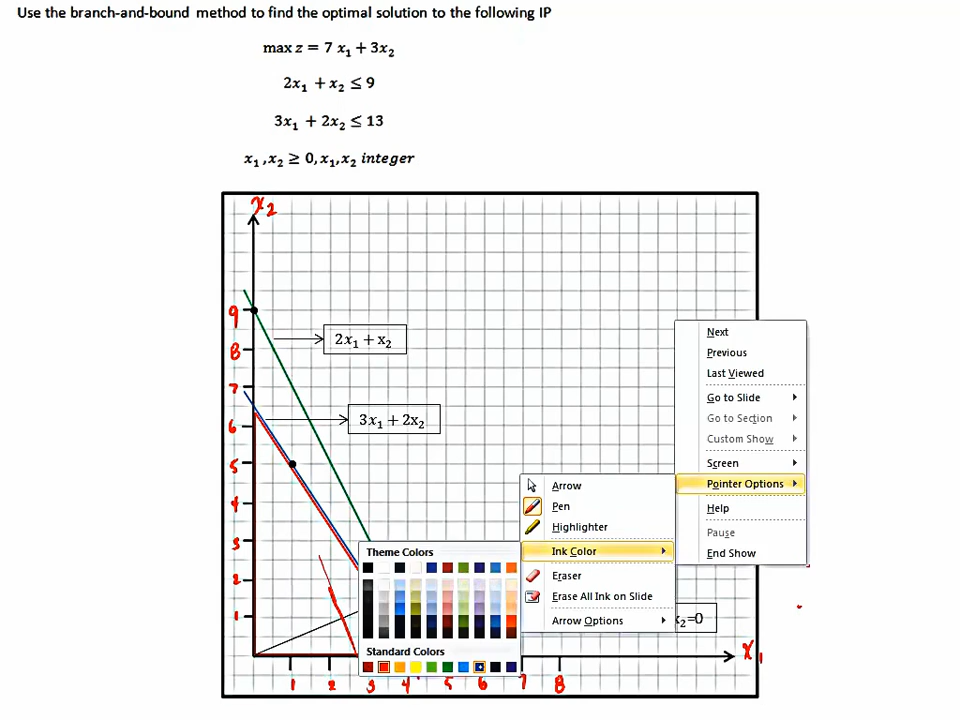 Use the branch-and-bound method to find the optimal solution to the following IP
max z = 7 x₁ + 3x₂
2x₁ + x₂ ≤ 9
3x₁ + 2x₂ ≤ 13
x₁ ,x₂ ≥ 0, x₁,x₂ integer
x₂
9
8
7
6
5
4
3
2
1
2x₁ + x₂
3x₁ + 2x₂
x₂=0
x₁
1 2 3 4 5 6 7 8
Next
Previous
Last Viewed
Go to Slide
Go to Section
Custom Show
Screen
Pointer Options
Help
Pause
End Show
Arrow
Pen
Highlighter
Ink Color
Eraser
Erase All Ink on Slide
Arrow Options
Theme Colors
Standard Colors